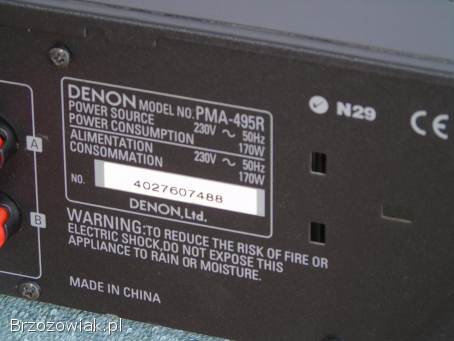 DENON MODEL NO. PMA-495R
POWER SOURCE 230V ~ 50Hz
POWER CONSUMPTION 170W
ALIMENTATION 230V ~ 50Hz
CONSOMMATION 170W
NO. 4027607488
DENON,Ltd.
WARNING:TO REDUCE THE RISK OF FIRE OR
ELECTRIC SHOCK,DO NOT EXPOSE THIS
APPLIANCE TO RAIN OR MOISTURE.
MADE IN CHINA
N29
CE
A
B
Brzozowiak.pl